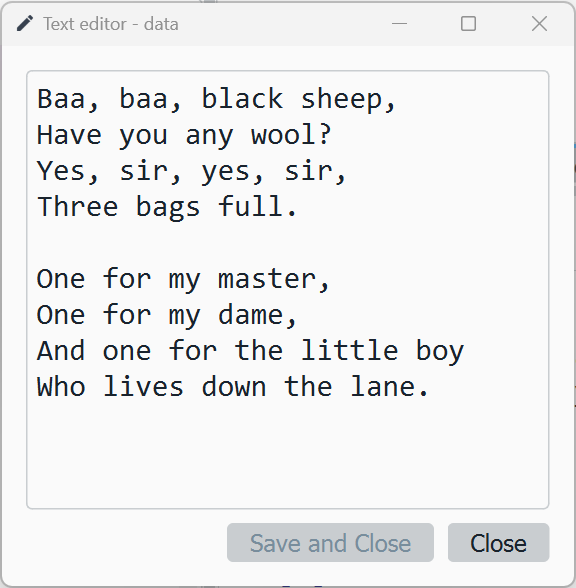 Text editor - data
Baa, baa, black sheep,
Have you any wool?
Yes, sir, yes, sir,
Three bags full.

One for my master,
One for my dame,
And one for the little boy
Who lives down the lane.
Save and Close
Close